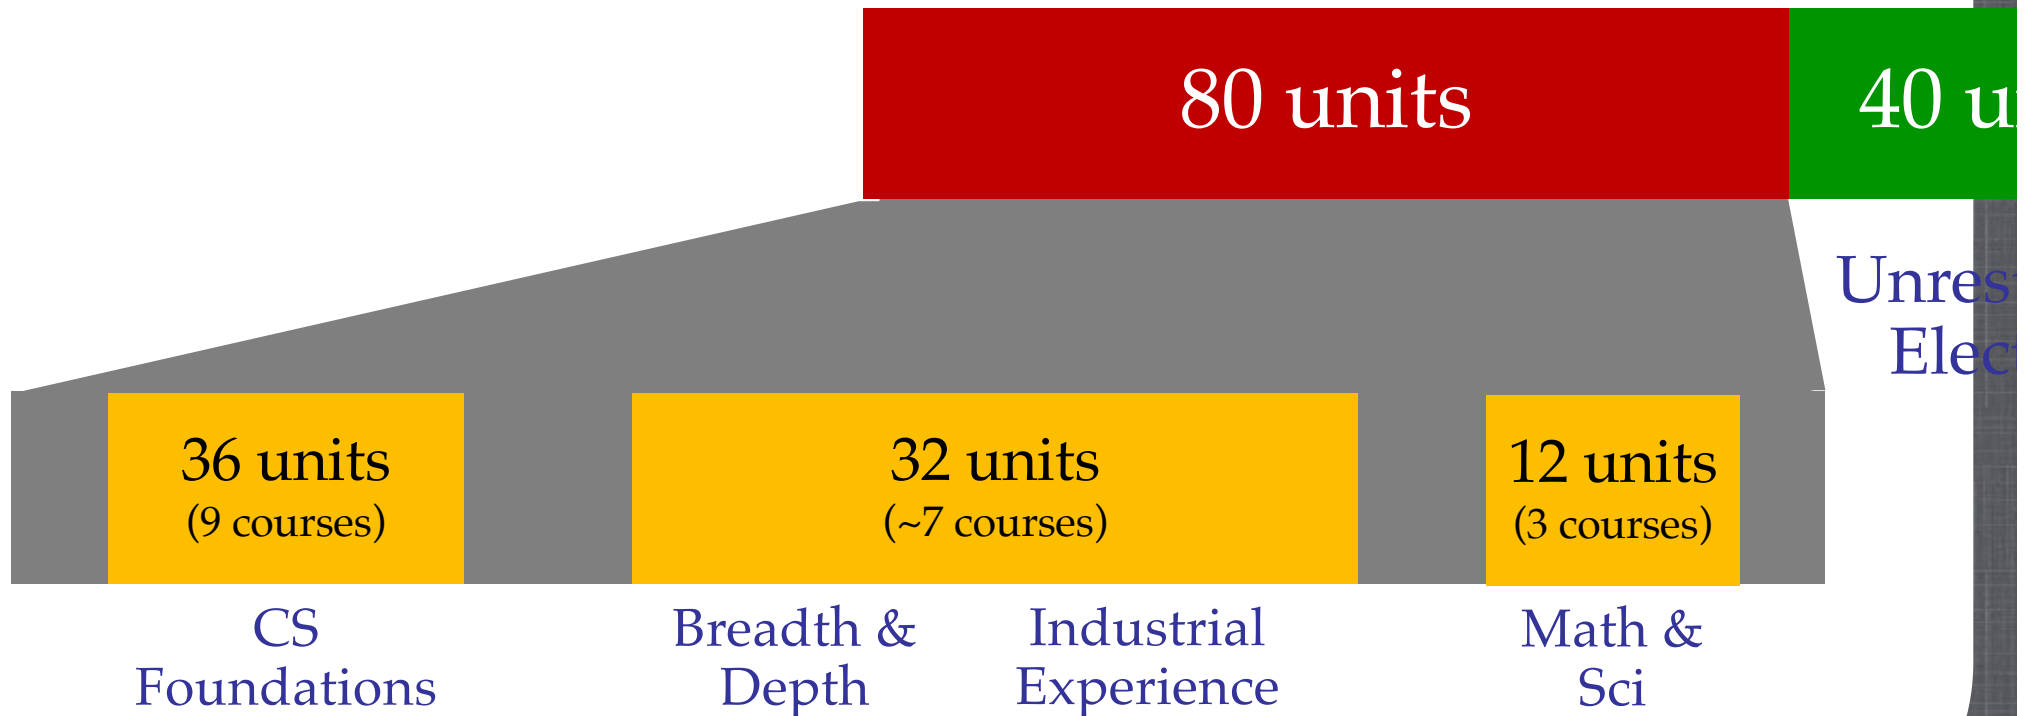 80 units
40
36 units
(9 courses)
32 units
(~7 courses)
12 units
(3 courses)
CS
Foundations
Breadth &
Depth
Industrial
Experience
Math &
Sci